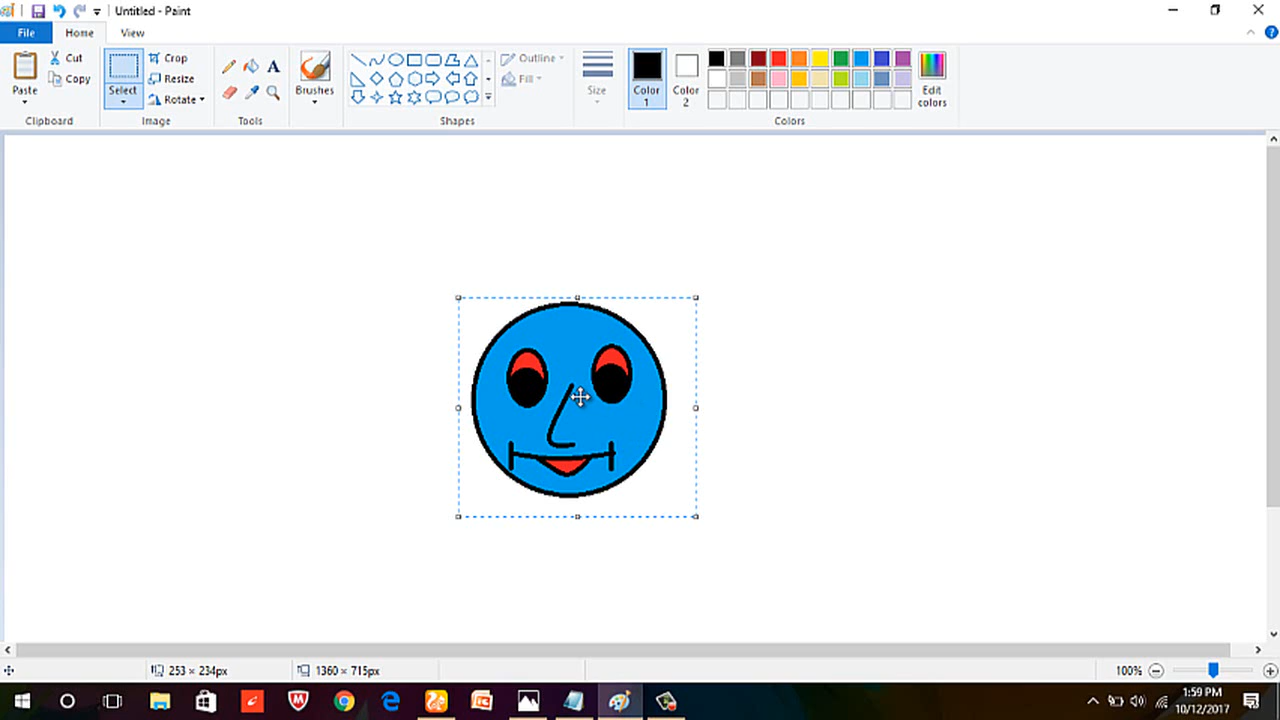 Untitled - Paint
File Home View
Paste
Cut
Copy
Clipboard
Select
Crop
Resize
Rotate
Image
A
Tools
Brushes
Outline
Fill
Shapes
Size
Color 1
Color 2
Edit colors
Colors
253 × 234px
1360 × 715px
100%
1:59 PM
10/12/2017